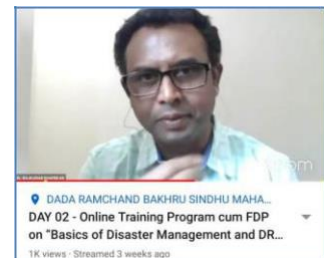 DADA RAMCHAND BAKHRU SINDHU MAHA...
DAY 02 - Online Training Program cum FDP
on "Basics of Disaster Management and DR...
1K views · Streamed 3 weeks ago